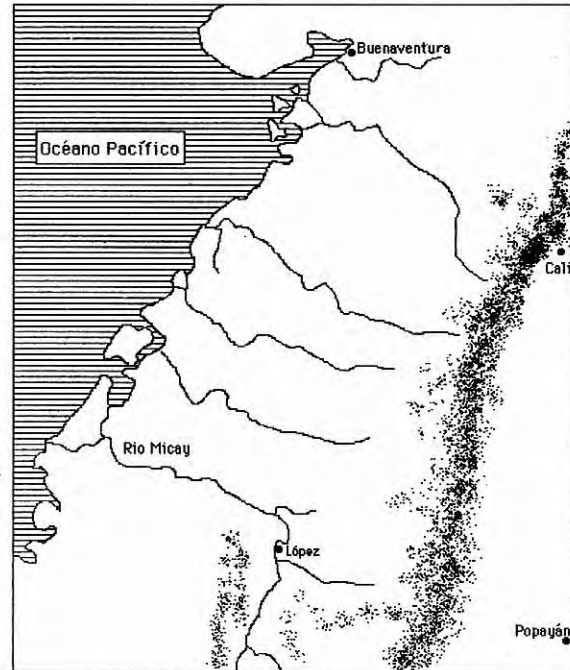 Buenaventura
Océano Pacífico
Cali
Rio Micay
López
Popayán